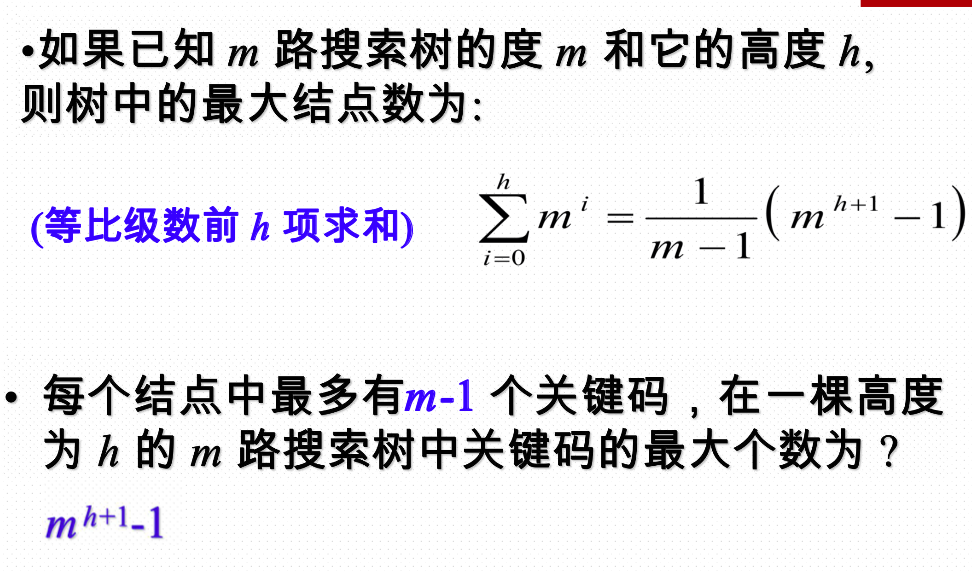 •如果已知 m 路搜索树的度 m 和它的高度 h,
则树中的最大结点数为:
(等比级数前 h 项求和) \sum_{i=0}^{h} m^i = \frac{1}{m-1}(m^{h+1} - 1)
• 每个结点中最多有m-1 个关键码，在一棵高度
为 h 的 m 路搜索树中关键码的最大个数为 ?
m^{h+1}-1